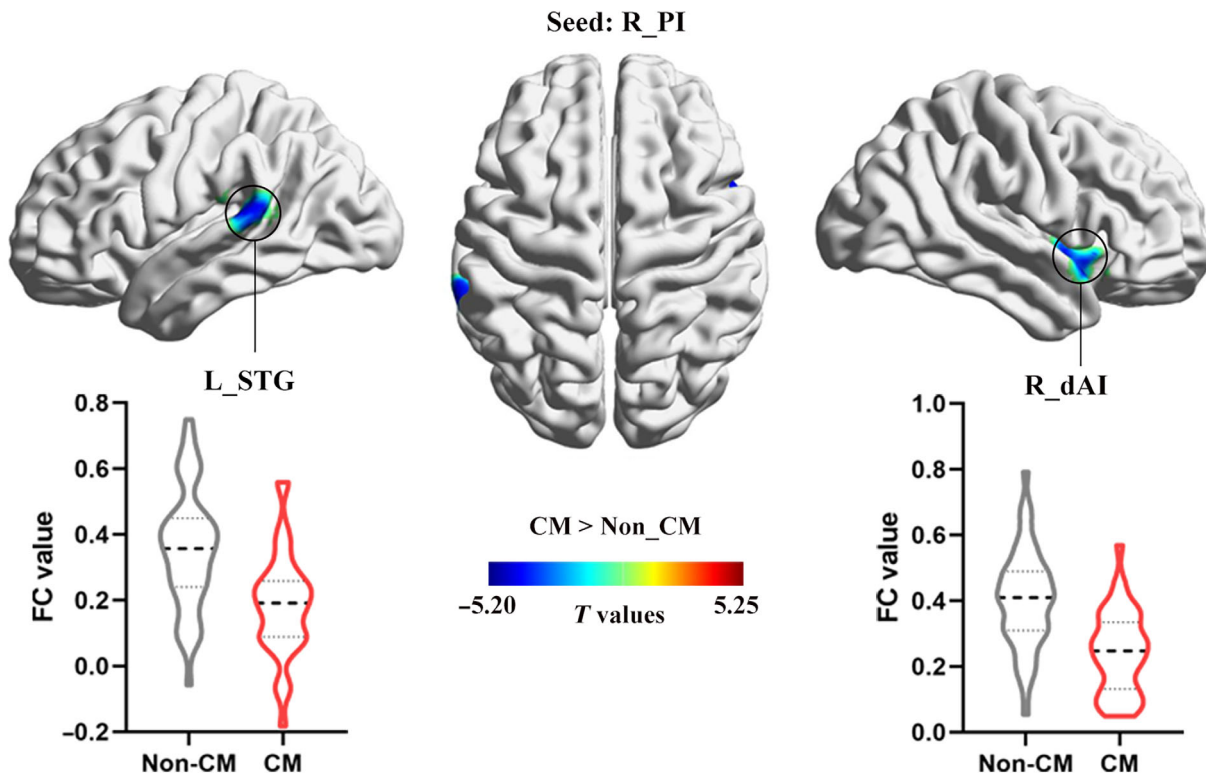 Seed: R_PI
L_STG
R_dAI
0.8
0.6
0.4
0.2
0.0
−0.2
FC value
Non-CM CM
CM > Non_CM
−5.20 5.25
T values
1.0
0.8
0.6
0.4
0.2
0.0
FC value
Non-CM CM